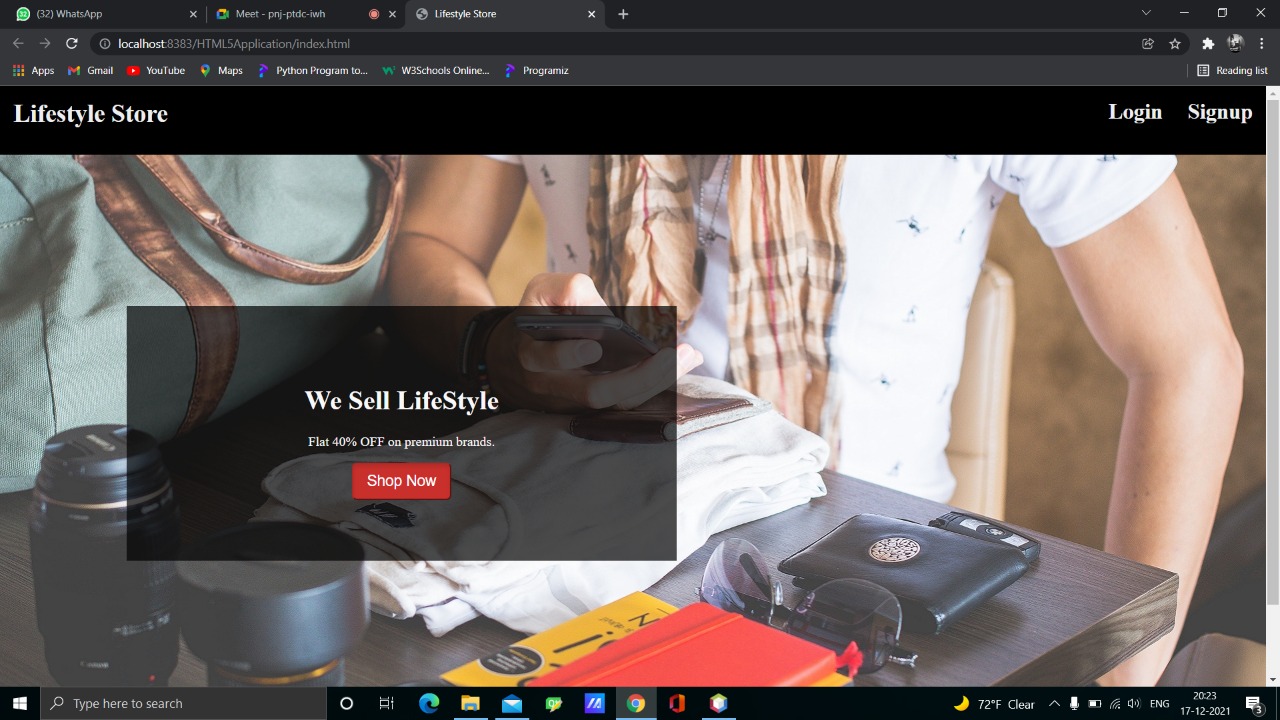 (32) WhatsApp
Meet - pnj-ptdc-iwh
Lifestyle Store
localhost:8383/HTML5Application/index.html
Apps
Gmail
YouTube
Maps
Python Program to...
W3Schools Online...
Programiz
Reading list
Lifestyle Store
Login
Signup
We Sell LifeStyle
Flat 40% OFF on premium brands.
Shop Now
Canon
Type here to search
72°F Clear
ENG
20:23
17-12-2021
3